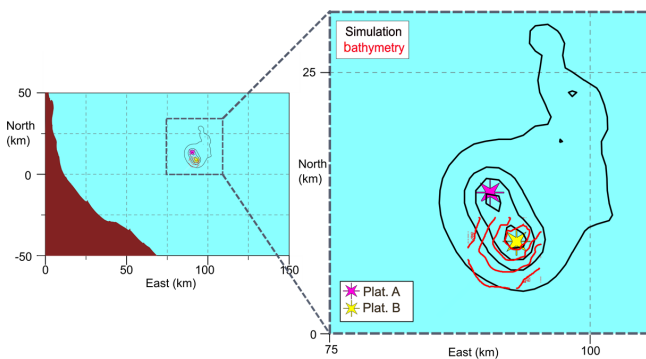 Simulation
bathymetry
50
North
(km)
0
-50
0
50
100
150
East (km)
25
North
(km)
0
75
100
East (km)
Plat. A
Plat. B